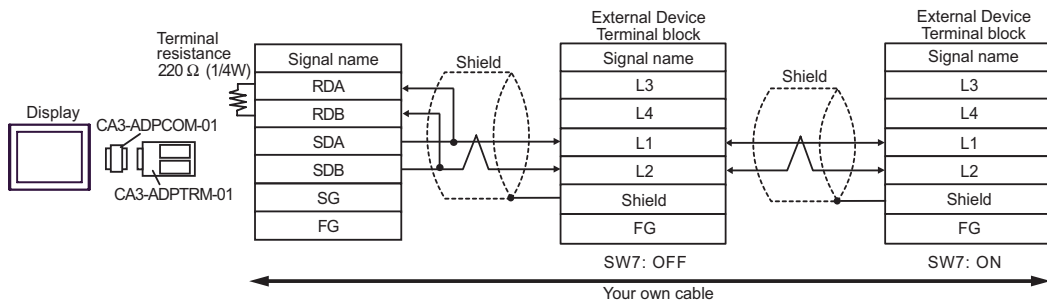 Display
CA3-ADPCOM-01
CA3-ADPTRM-01
Terminal
resistance
220 Ω (1/4W)
Signal name
RDA
RDB
SDA
SDB
SG
FG
Shield
External Device
Terminal block
Signal name
L3
L4
L1
L2
Shield
FG
SW7: OFF
Shield
External Device
Terminal block
Signal name
L3
L4
L1
L2
Shield
FG
SW7: ON
Your own cable